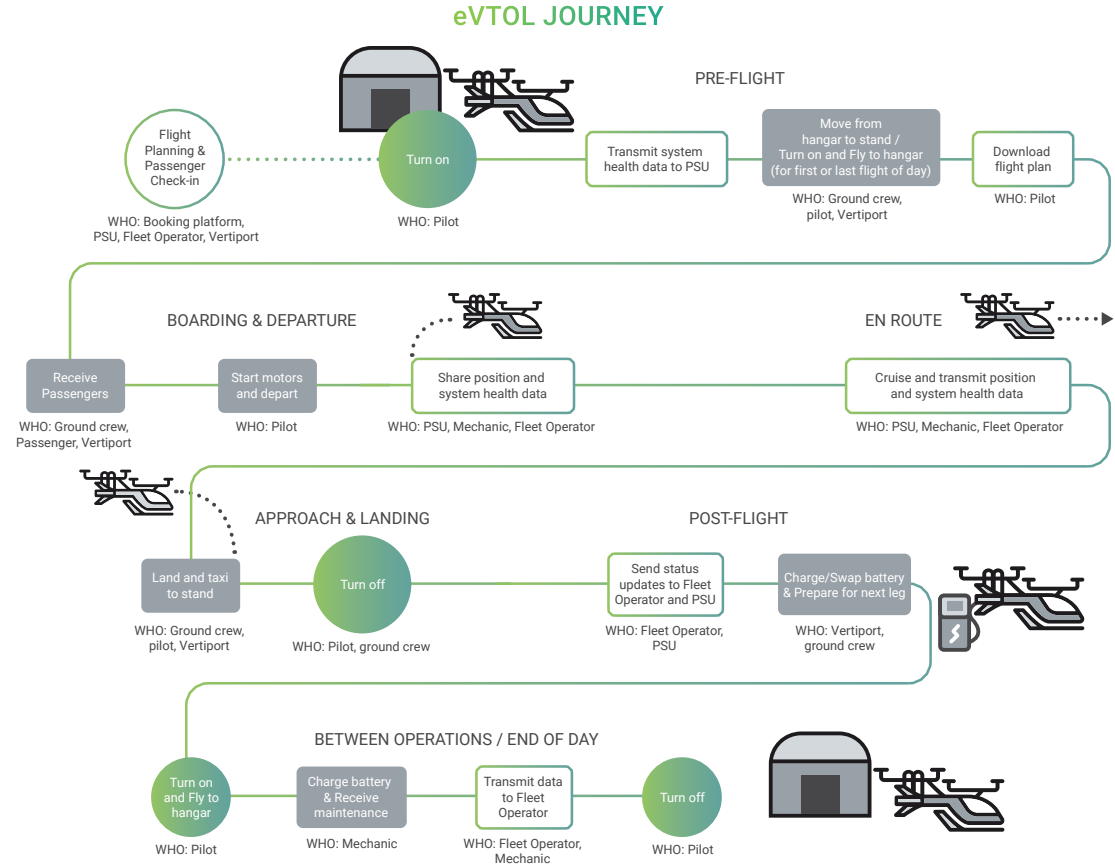 eVTOL JOURNEY
PRE-FLIGHT
Flight
Planning &
Passenger
Check-in
WHO: Booking platform,
PSU, Fleet Operator, Vertiport
Turn on
WHO: Pilot
Transmit system
health data to PSU
Move from
hangar to stand /
Turn on and Fly to hangar
(for first or last flight of day)
WHO: Ground crew,
pilot, Vertiport
Download
flight plan
WHO: Pilot
BOARDING & DEPARTURE
EN ROUTE
Receive
Passengers
WHO: Ground crew,
Passenger, Vertiport
Start motors
and depart
WHO: Pilot
Share position and
system health data
WHO: PSU, Mechanic, Fleet Operator
Cruise and transmit position
and system health data
WHO: PSU, Mechanic, Fleet Operator
APPROACH & LANDING
POST-FLIGHT
Land and taxi
to stand
WHO: Ground crew,
pilot, Vertiport
Turn off
WHO: Pilot, ground crew
Send status
updates to Fleet
Operator and PSU
WHO: Fleet Operator,
PSU
Charge/Swap battery
& Prepare for next leg
WHO: Vertiport,
ground crew
BETWEEN OPERATIONS / END OF DAY
Turn on
and Fly to
hangar
WHO: Pilot
Charge battery
& Receive
maintenance
WHO: Mechanic
Transmit data
to Fleet
Operator
WHO: Fleet Operator,
Mechanic
Turn off
WHO: Pilot